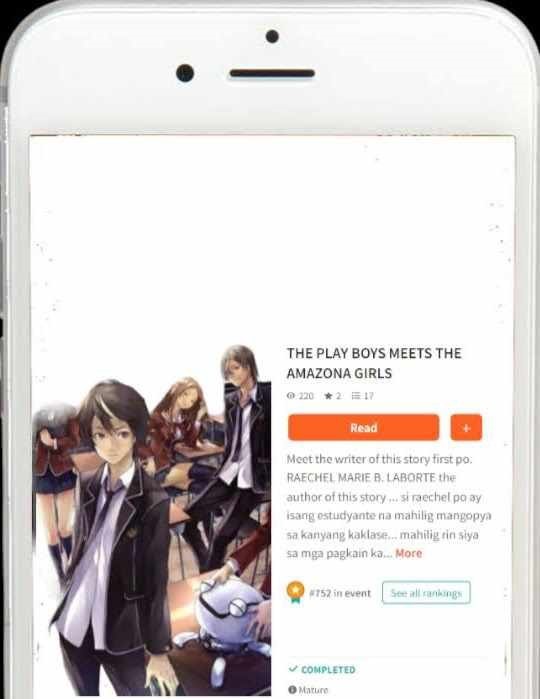 THE PLAY BOYS MEETS THE
AMAZONA GIRLS
220 2 17
Read +
Meet the writer of this story first po.
RAECHEL MARIE B. LABORTE the
author of this story ... si raechel po ay
isang estudyante na mahilig mangopya
sa kanyang kaklase... mahilig rin siya
sa mga pagkain ka... More
#752 in event See all rankings
COMPLETED
Mature